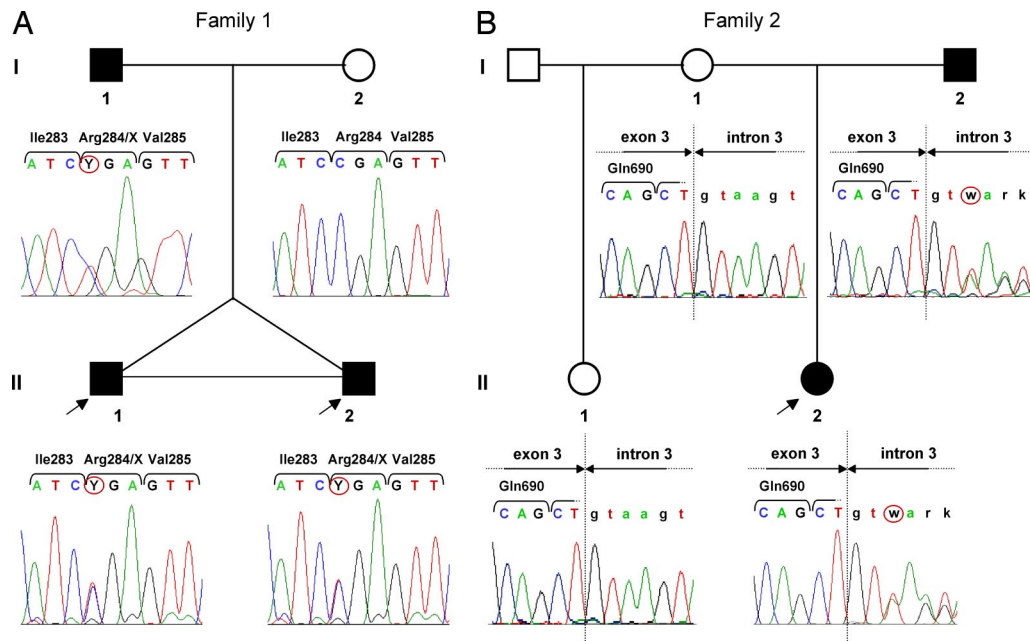 A Family 1
I
1
2
Ile283 Arg284/X Val285
A T C Y G A G T T
Ile283 Arg284 Val285
A T C C G A G T T
II
1
2
Ile283 Arg284/X Val285
A T C Y G A G T T
Ile283 Arg284/X Val285
A T C Y G A G T T
B Family 2
I
1
2
exon 3 intron 3
Gln690
C A G C T g t a a g t
exon 3 intron 3
Gln690
C A G C T g t w a r k
II
1
2
exon 3 intron 3
Gln690
C A G C T g t a a g t
exon 3 intron 3
Gln690
C A G C T g t w a r k